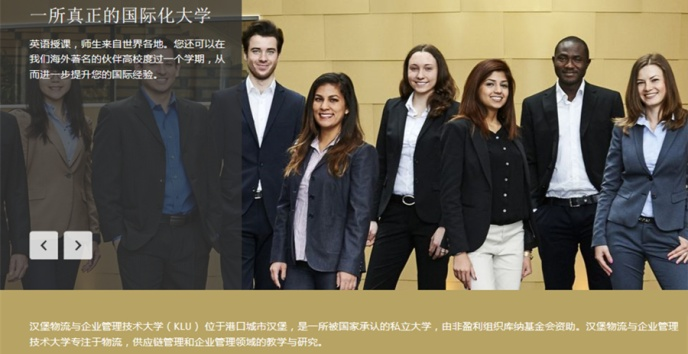 一所真正的国际化大学
英语授课，师生来自世界各地。您还可以在
我们海外著名的伙伴高校度过一个学期，从
而进一步提升您的国际经验。
汉堡物流与企业管理技术大学（KLU） 位于港口城市汉堡，是一所被国家承认的私立大学，由非盈利组织库纳基金会资助。汉堡物流与企业管理
技术大学专注于物流，供应链管理和企业管理领域的教学与研究。